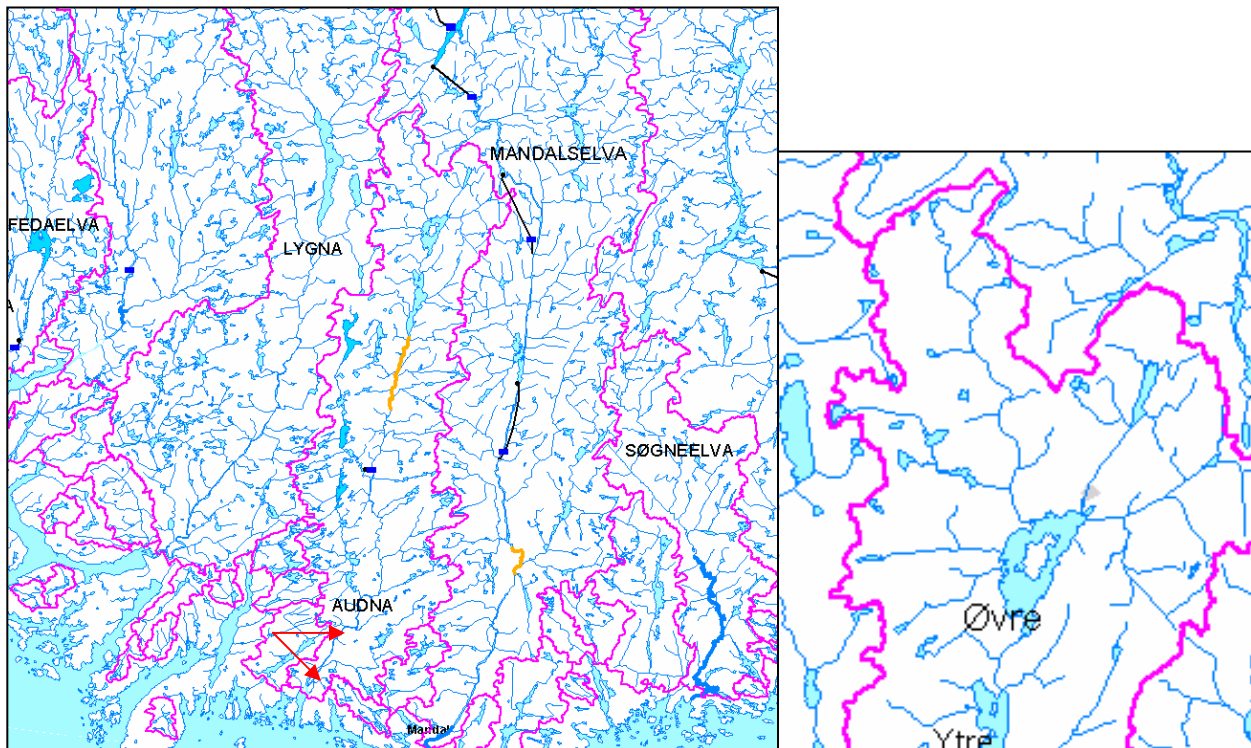 MANDALSELVA
FEDAELVA
LYGNA
A
SØGNEELVA
AUDNA
Mandal
Øvre
Ytre